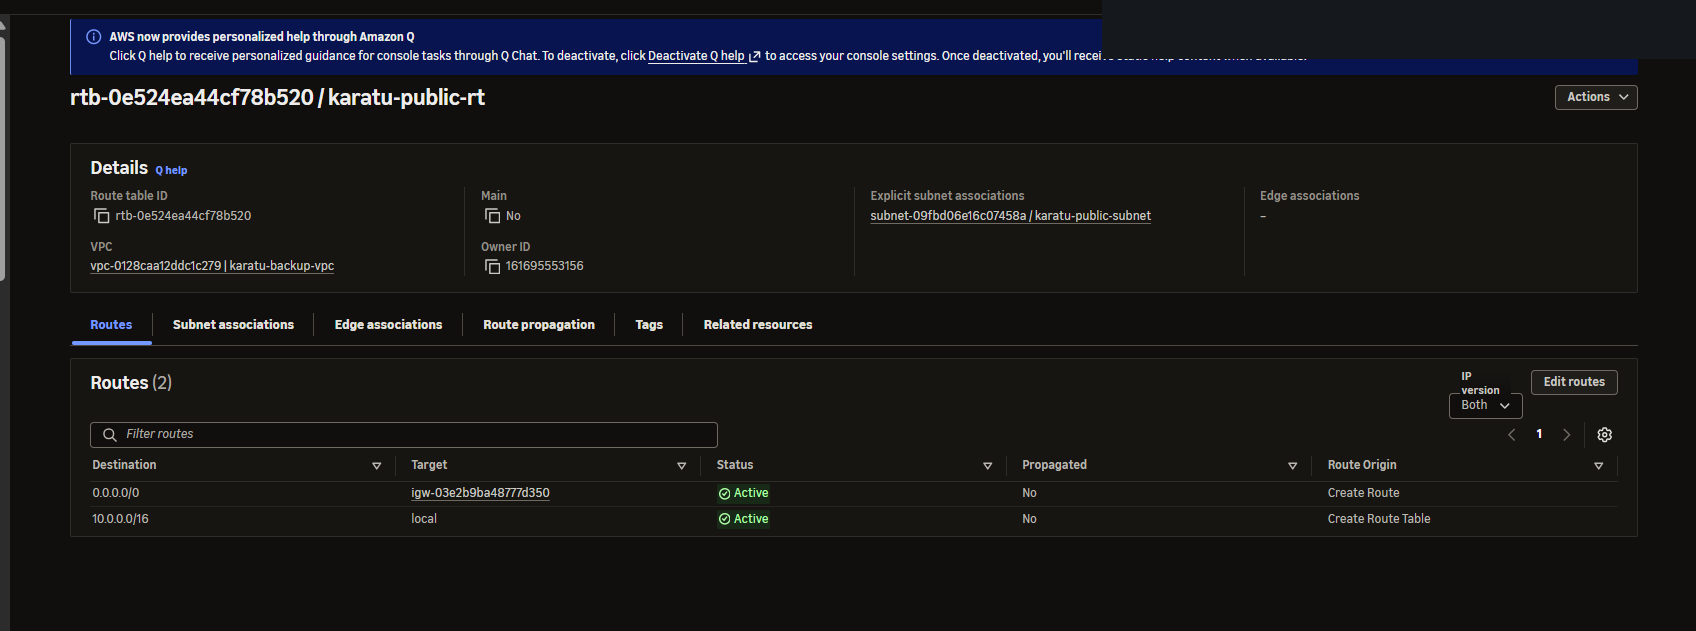 AWS now provides personalized help through Amazon Q
Click Q help to receive personalized guidance for console tasks through Q Chat. To deactivate, click Deactivate Q help to access your console settings. Once deactivated, you'll
rtb-0e524ea44cf78b520 / karatu-public-rt
Actions
Details Q help
Route table ID
rtb-0e524ea44cf78b520
Main
No
Explicit subnet associations
subnet-09fbd06e16c07458a / karatu-public-subnet
Edge associations
–
VPC
vpc-0128caa12ddc1c279 | karatu-backup-vpc
Owner ID
161695553156
Routes Subnet associations Edge associations Route propagation Tags Related resources
Routes (2)
IP
version
Both
Edit routes
Filter routes
1
Destination Target Status Propagated Route Origin
0.0.0.0/0 igw-03e2b9ba48777d350 Active No Create Route
10.0.0.0/16 local Active No Create Route Table